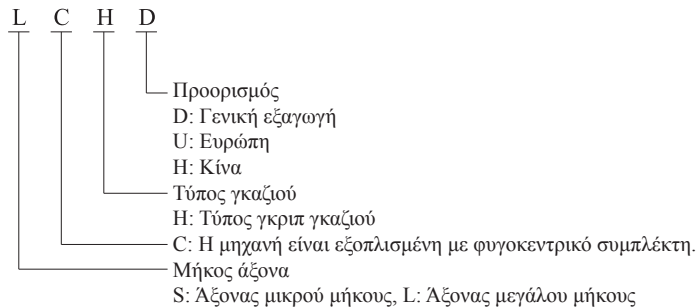 L C H D
Προορισμός
D: Γενική εξαγωγή
U: Ευρώπη
H: Κίνα
Τύπος γκαζιού
H: Τύπος γκριπ γκαζιού
C: Η μηχανή είναι εξοπλισμένη με φυγοκεντρικό συμπλέκτη.
Μήκος άξονα
S: Άξονας μικρού μήκους, L: Άξονας μεγάλου μήκους